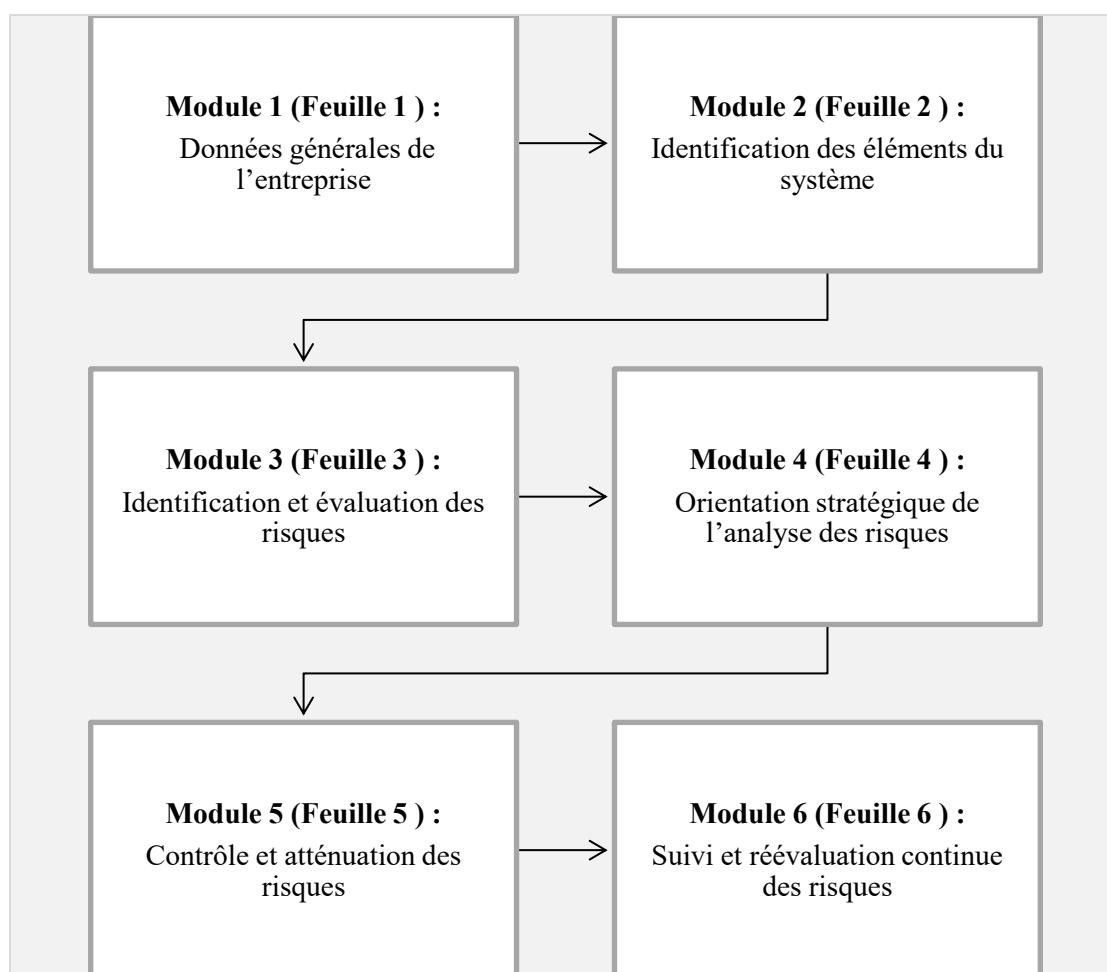 Module 1 (Feuille 1 ) :
Données générales de
l’entreprise
Module 2 (Feuille 2 ) :
Identification des éléments du
système
Module 3 (Feuille 3 ) :
Identification et évaluation des
risques
Module 4 (Feuille 4 ) :
Orientation stratégique de
l’analyse des risques
Module 5 (Feuille 5 ) :
Contrôle et atténuation des
risques
Module 6 (Feuille 6 ) :
Suivi et réévaluation continue
des risques